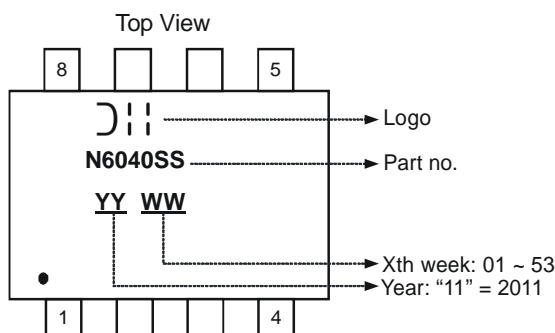 Top View
8 5
Logo
N6040SS Part no.
YY WW
Xth week: 01 ~ 53
Year: “11” = 2011
1 4